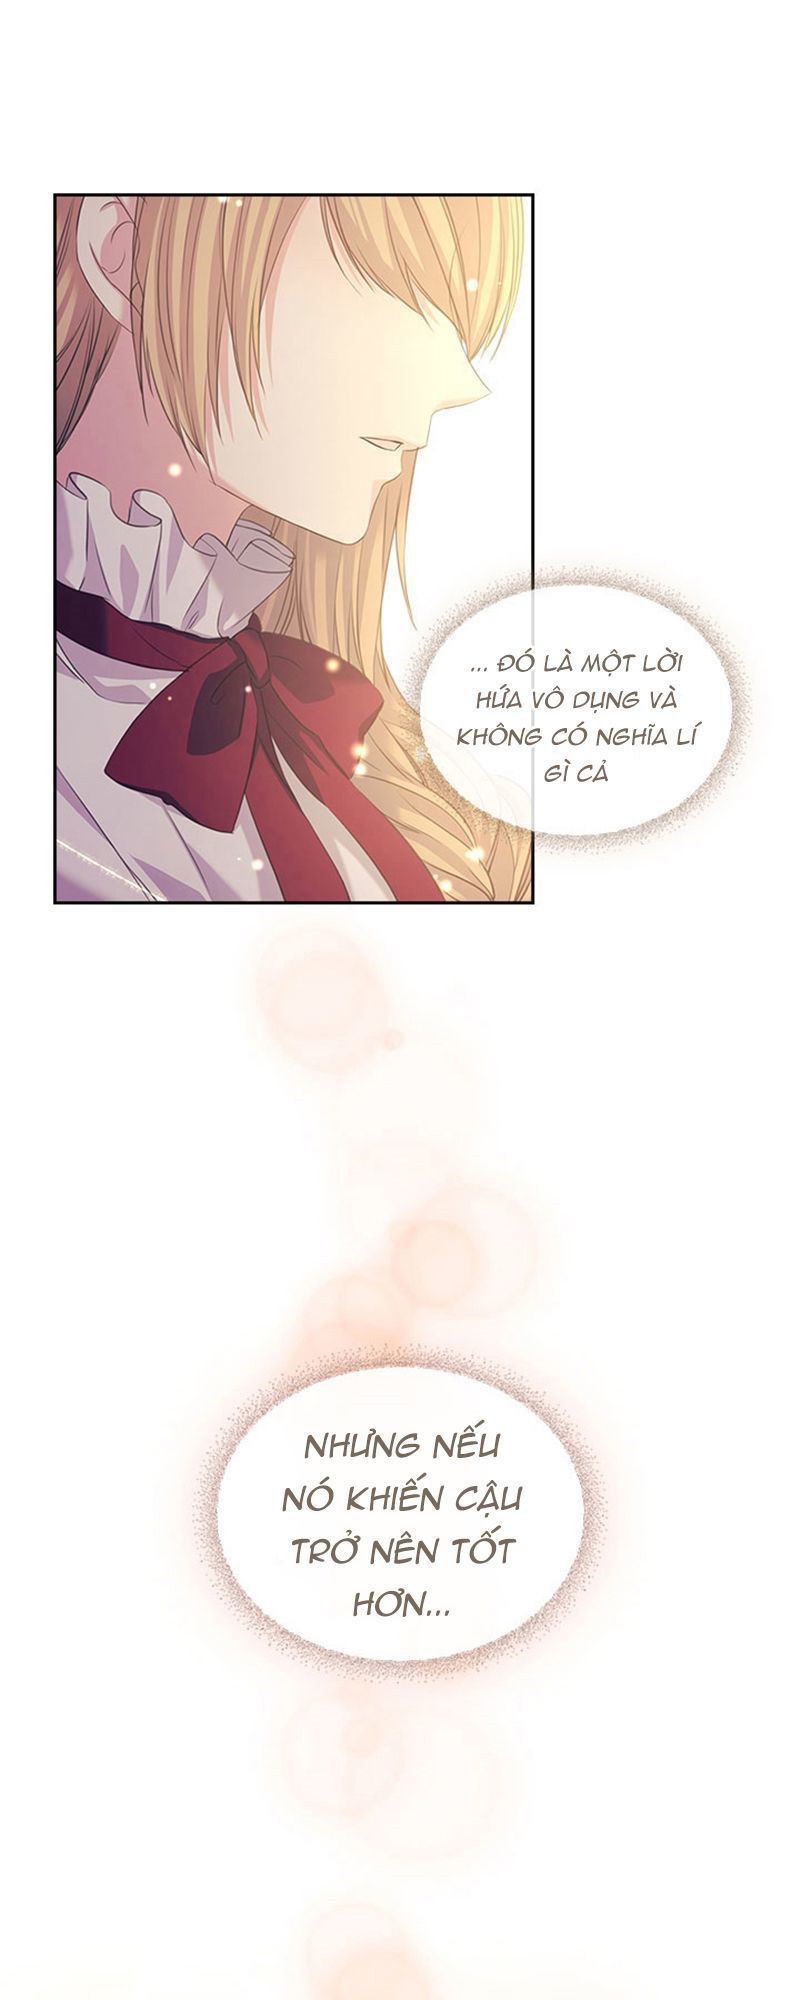 ... ĐÓ LÀ MỘT LỜI
HỨA VÔ DỤNG VÀ
KHÔNG CÓ NGHĨA LÍ
GÌ CẢ
NHƯNG NẾU
NÓ KHIẾN CẬU
TRỞ NÊN TỐT
HƠN...